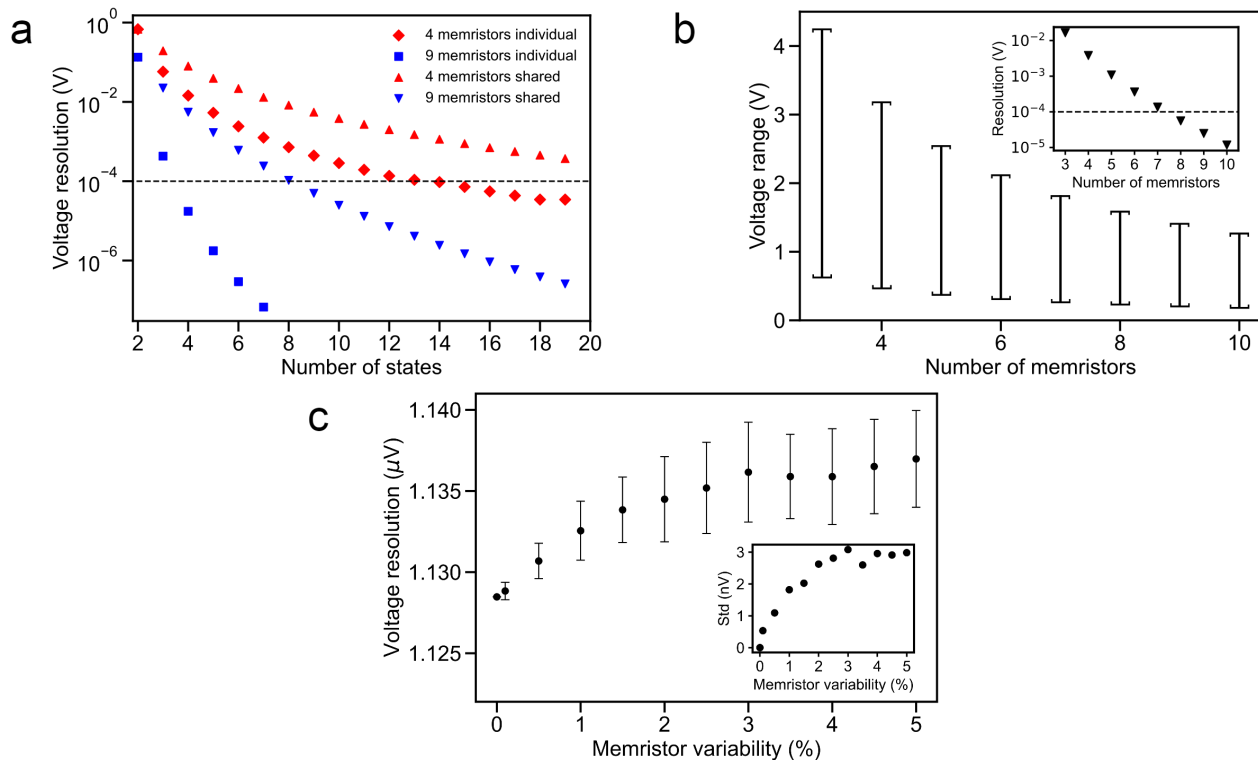 a
Voltage resolution (V)
10⁰
10⁻²
10⁻⁴
10⁻⁶
4 memristors individual
9 memristors individual
4 memristors shared
9 memristors shared
2 4 6 8 10 12 14 16 18 20
Number of states
b
Voltage range (V)
4
3
2
1
0
4 6 8 10
Number of memristors
Resolution (V)
10⁻²
10⁻³
10⁻⁴
10⁻⁵
3 4 5 6 7 8 9 10
Number of memristors
c
Voltage resolution (μV)
1.140
1.135
1.130
1.125
0 1 2 3 4 5
Memristor variability (%)
Std (nV)
3
2
1
0
0 1 2 3 4 5
Memristor variability (%)